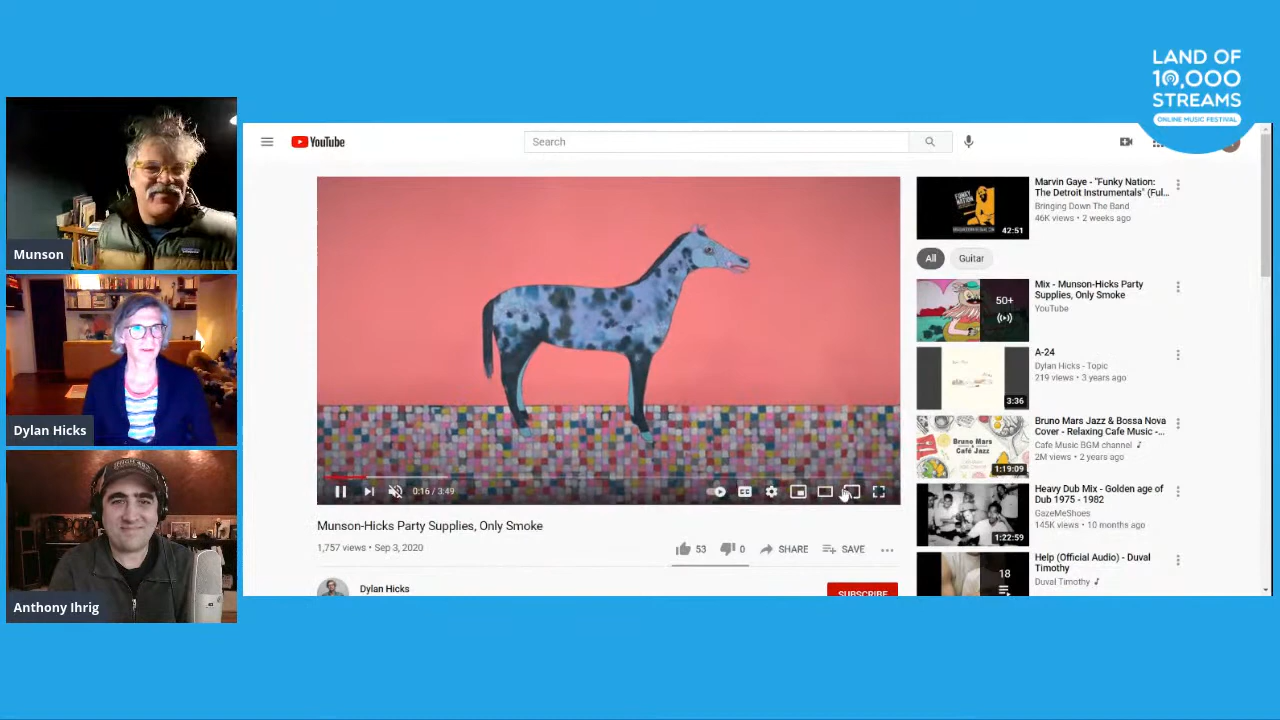 LAND OF
10,000
STREAMS
ONLINE MUSIC FESTIVAL
Munson
Dylan Hicks
Anthony Ihrig
YouTube
Search
0:16 / 3:49
Munson-Hicks Party Supplies, Only Smoke
1,757 views • Sep 3, 2020
53
0
SHARE
SAVE
Dylan Hicks
SUBSCRIBE
42:51
Marvin Gaye - "Funky Nation:
The Detroit Instrumentals" (Ful...
Bringing Down The Band
46K views • 2 weeks ago
All
Guitar
50+
Mix - Munson-Hicks Party
Supplies, Only Smoke
YouTube
3:36
A-24
Dylan Hicks - Topic
219 views • 3 years ago
Bruno Mars
Café Jazz
1:19:09
Bruno Mars Jazz & Bossa Nova
Cover - Relaxing Cafe Music -...
Cafe Music BGM channel
2M views • 2 years ago
1:22:59
Heavy Dub Mix - Golden age of
Dub 1975 - 1982
GazeMeShoes
145K views • 10 months ago
18
Help (Official Audio) - Duval
Timothy
Duval Timothy